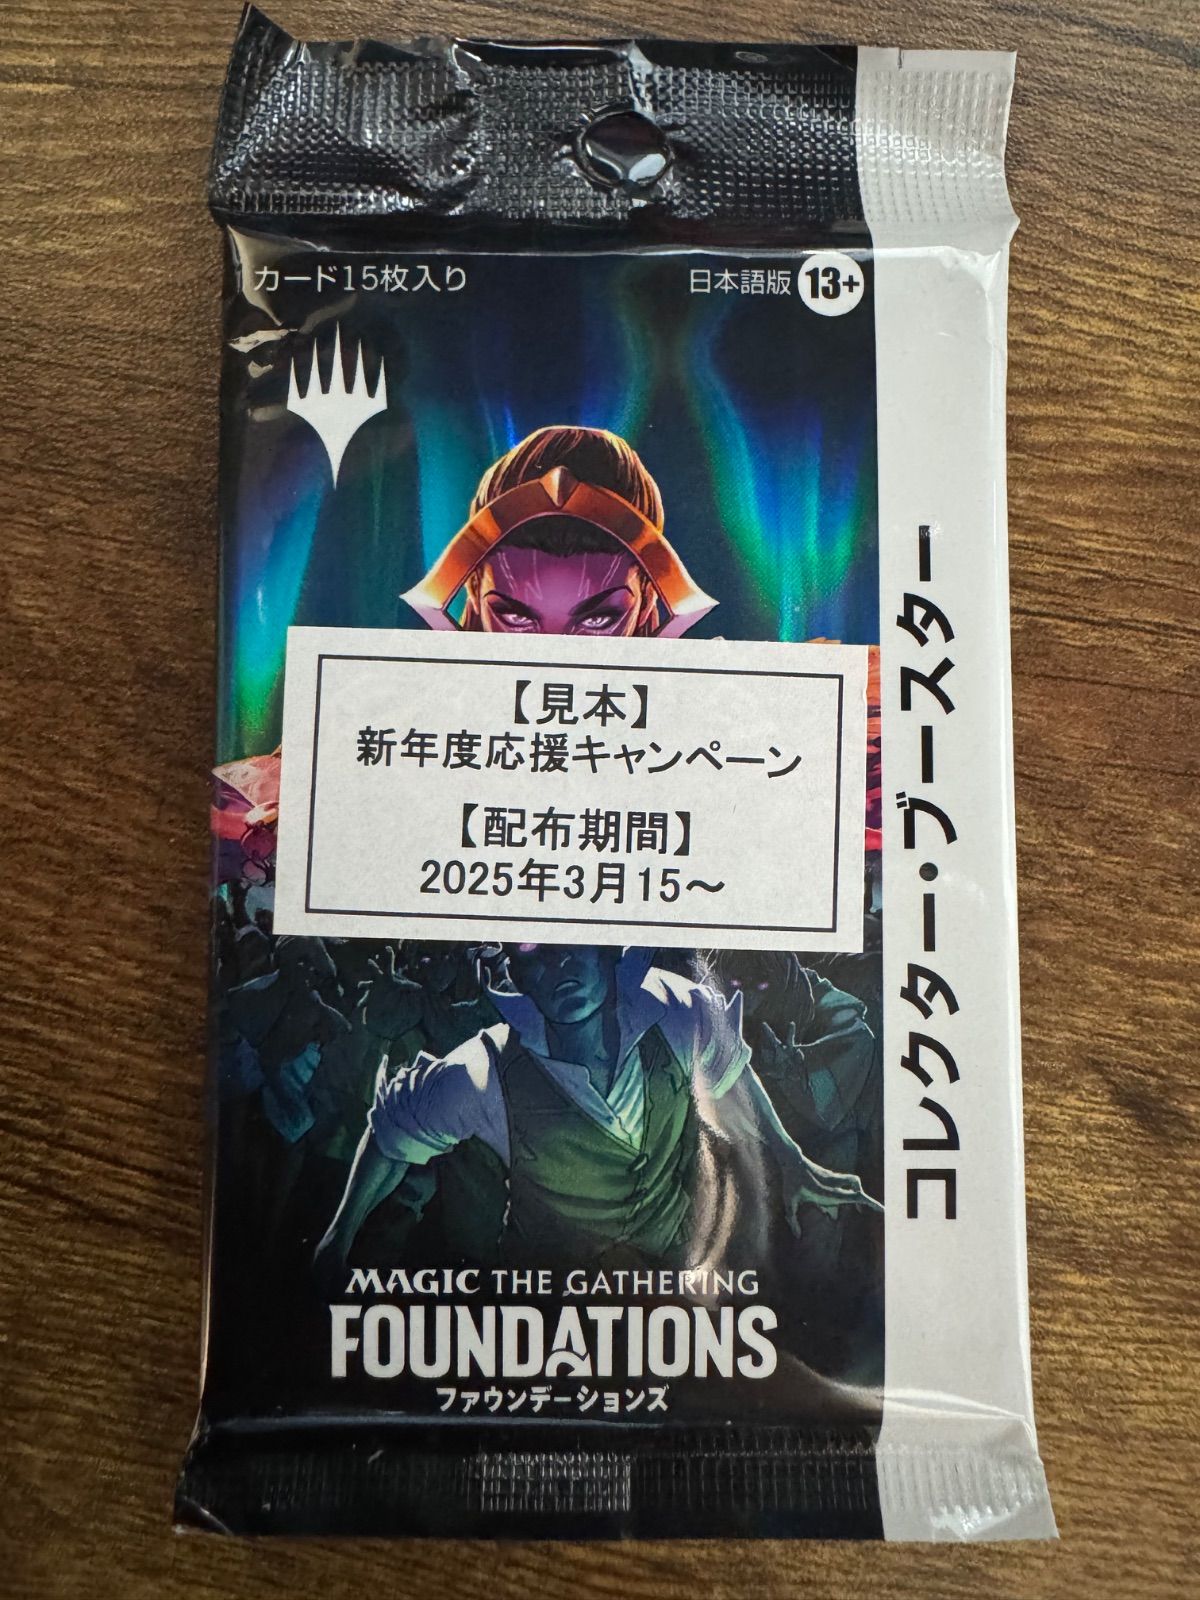 カード15枚入り
日本語版 13+
【見本】
新年度応援キャンペーン
【配布期間】
2025年3月15〜
コレクター・ブースター
MAGIC THE GATHERING
FOUNDATIONS
ファウンデーションズ